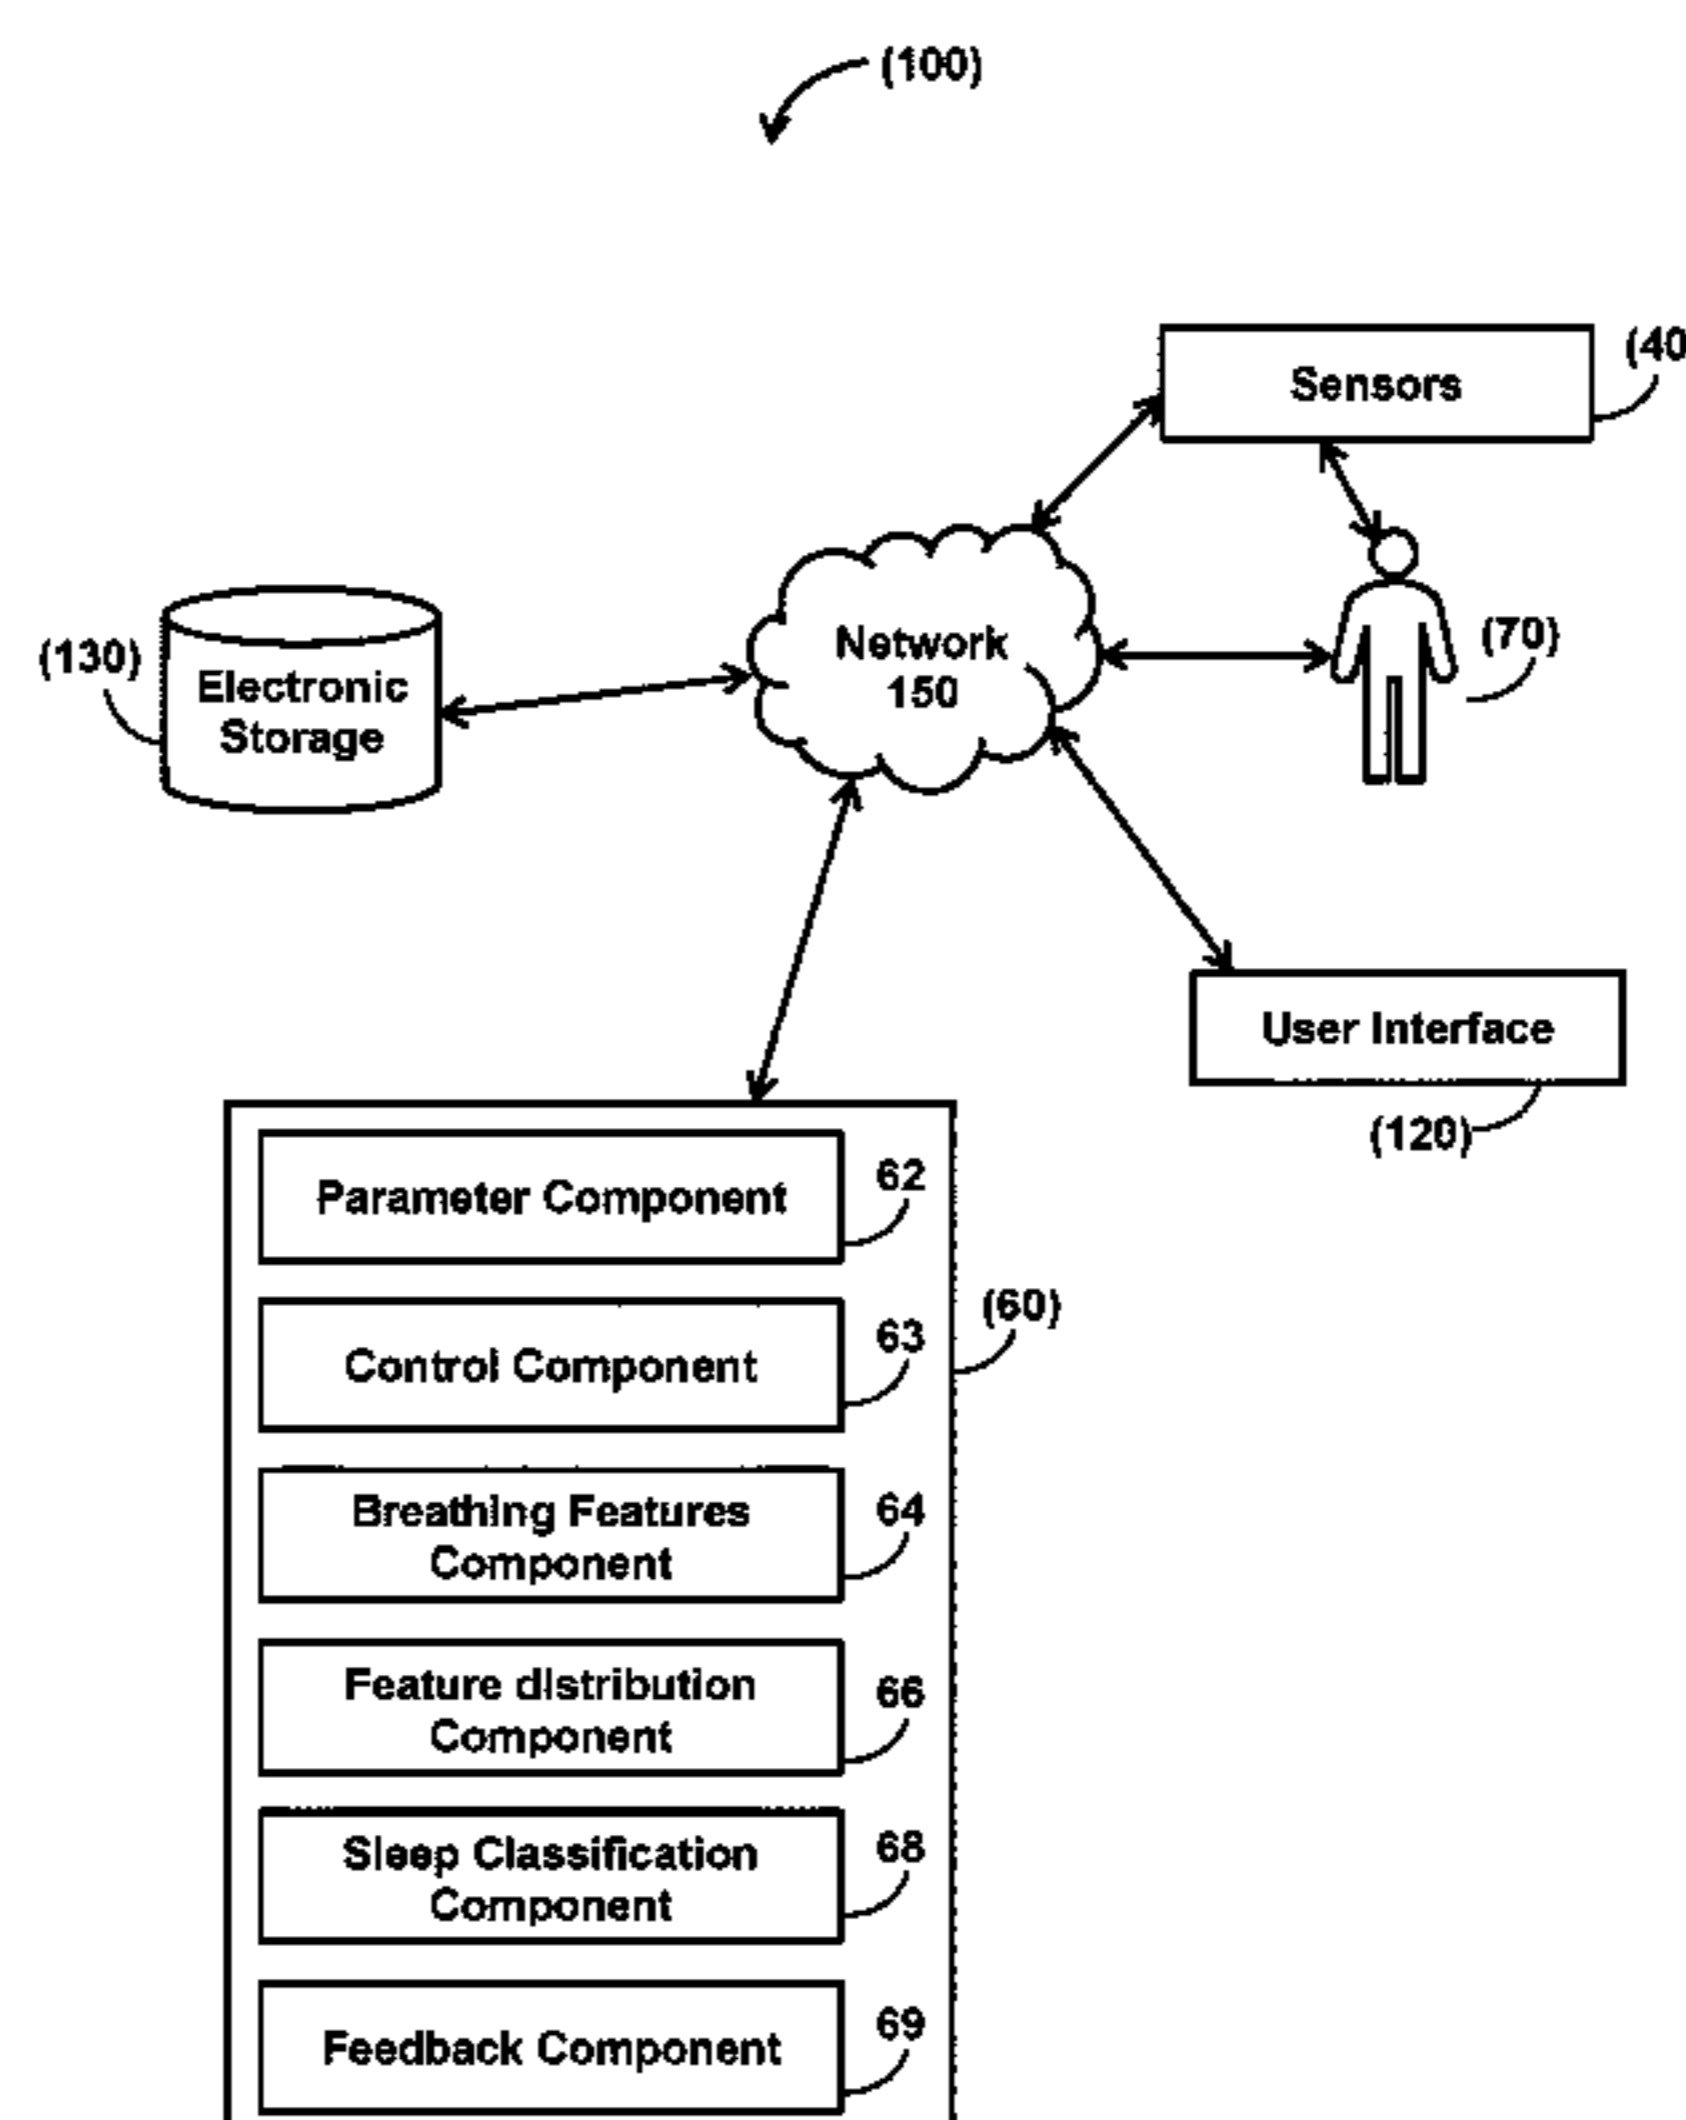 (100)
Sensors
(40
Network
150
(70)
(130)
Electronic
Storage
User Interface
(120)
Parameter Component
62
Control Component
63
(60)
Breathing Features
Component
64
Feature distribution
Component
66
Sleep Classification
Component
68
Feedback Component
69